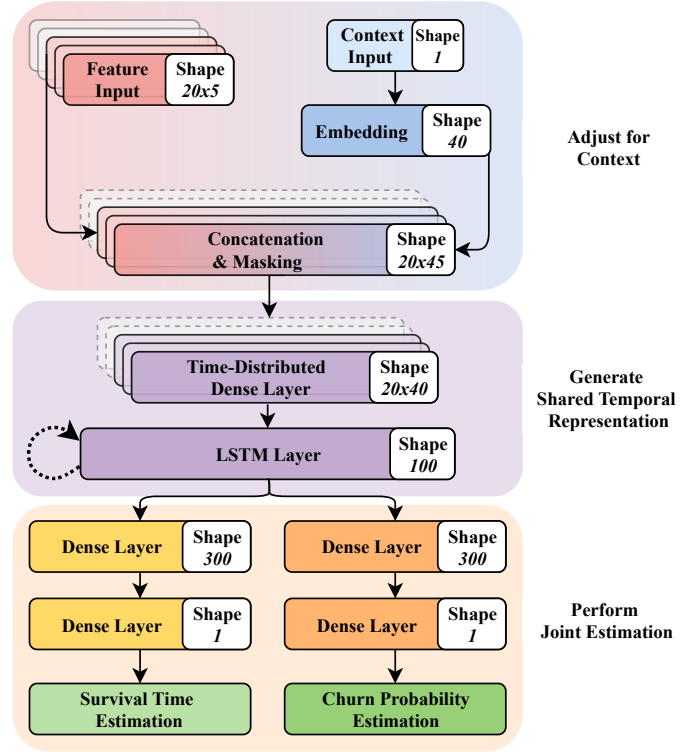 Feature
Input
Shape
20x5
Context
Input
Shape
1
Embedding
Shape
40
Adjust for
Context
Concatenation
& Masking
Shape
20x45
Time-Distributed
Dense Layer
Shape
20x40
Generate
Shared Temporal
Representation
LSTM Layer
Shape
100
Dense Layer
Shape
300
Dense Layer
Shape
300
Dense Layer
Shape
1
Dense Layer
Shape
1
Perform
Joint Estimation
Survival Time
Estimation
Churn Probability
Estimation